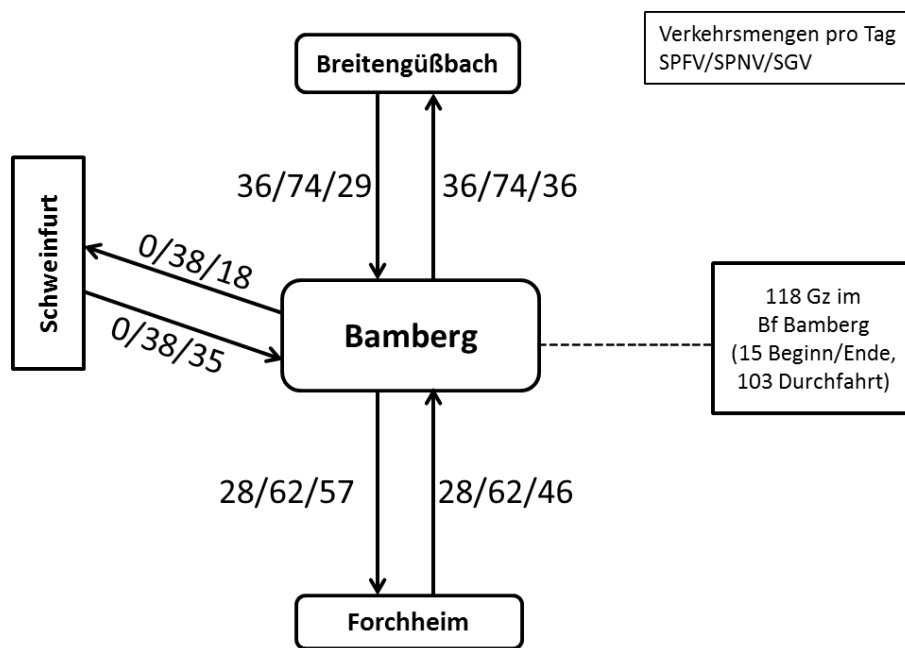 Verkehrsmengen pro Tag
SPFV/SPNV/SGV
Breitengüßbach
36/74/29
36/74/36
Schweinfurt
0/38/18
0/38/35
Bamberg
118 Gz im
Bf Bamberg
(15 Beginn/Ende,
103 Durchfahrt)
28/62/57
28/62/46
Forchheim